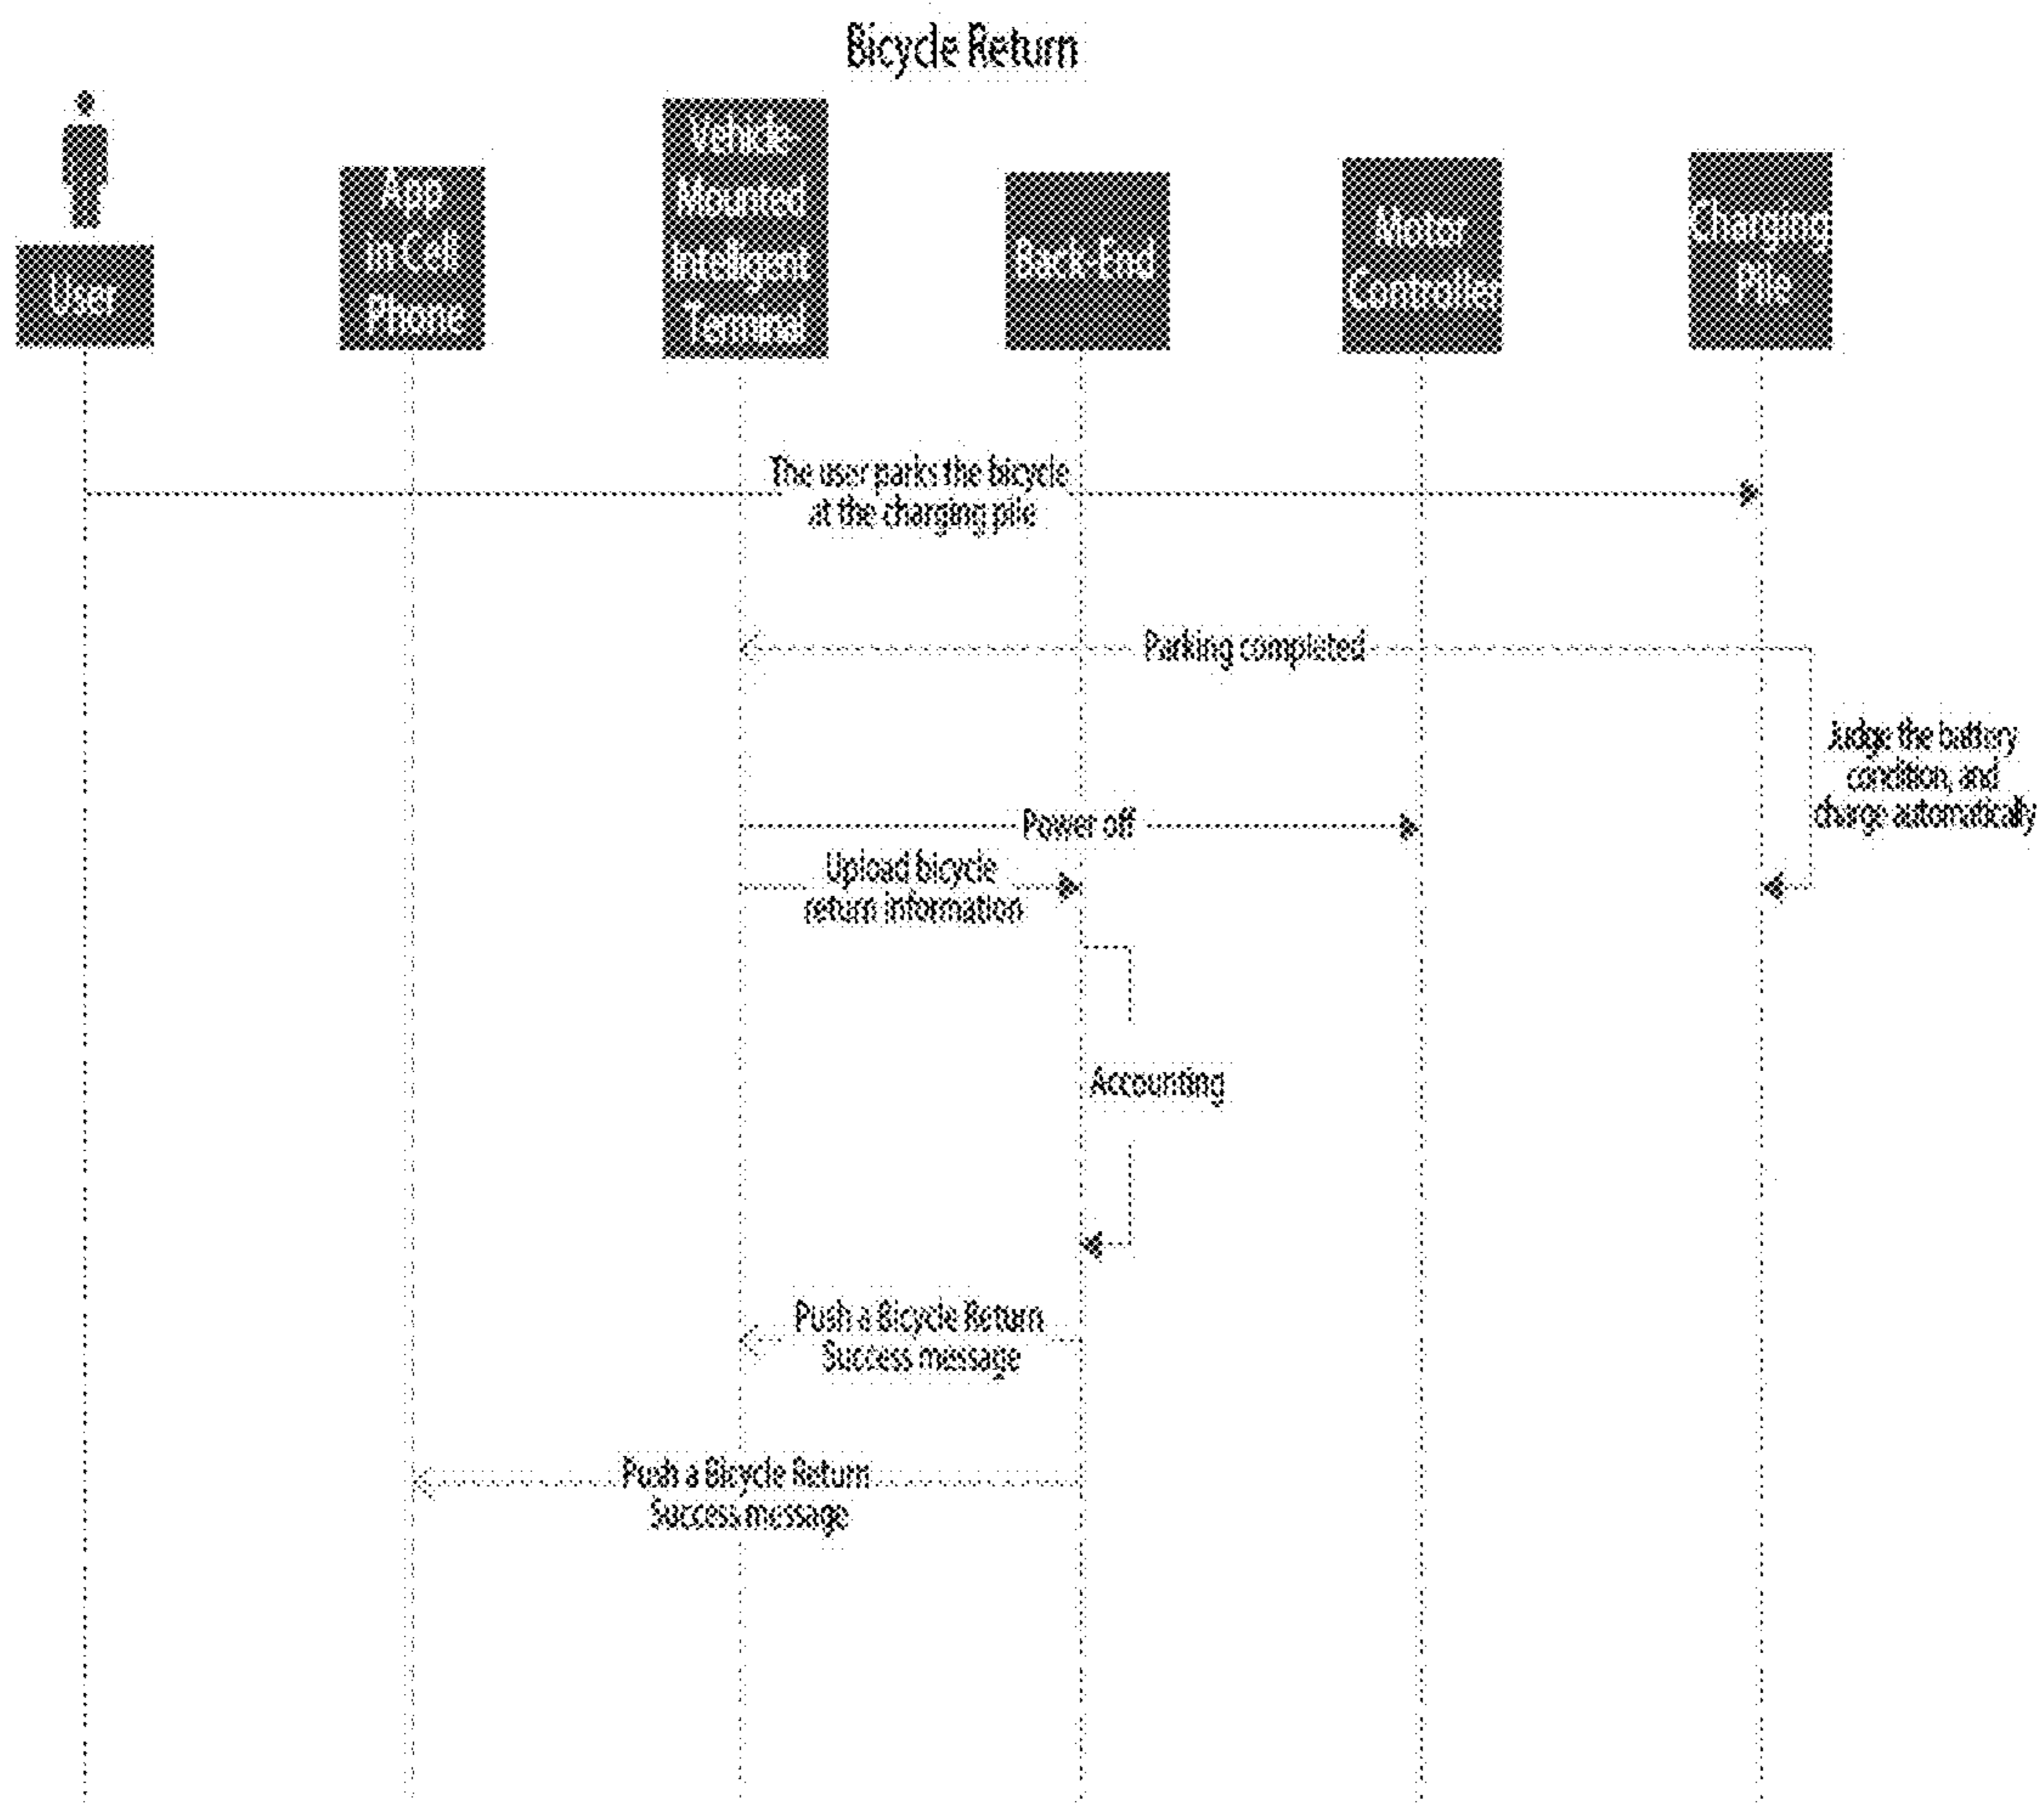 Bicycle Return
User
App
in Cell
Phone
Vehicle-
Mounted
Intelligent
Terminal
Back-End
Motor
Controller
Charging
Pile
The user parks the bicycle
at the charging pile
Parking completed
Judge the battery
condition, and
charge automatically
Power off
Upload bicycle
return information
Accounting
Push a Bicycle Return
Success message
Push a Bicycle Return
Success message